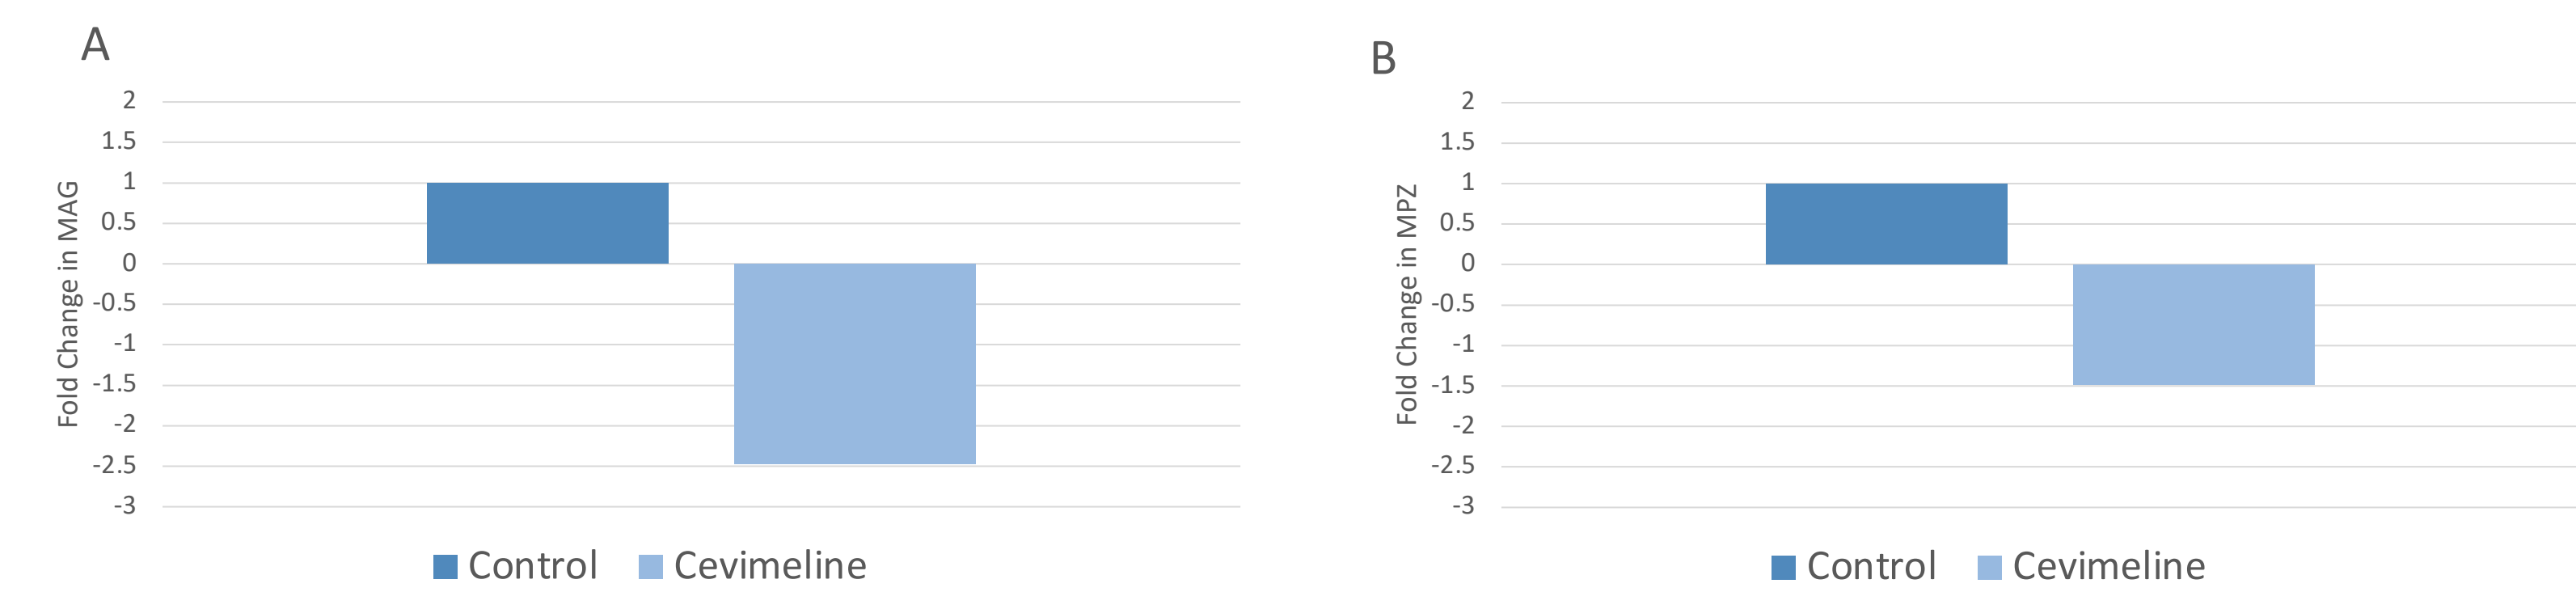 A
2
1.5
1
0.5
0
-0.5
-1
-1.5
-2
-2.5
-3
Fold Change in MAG
Control
Cevimeline
B
2
1.5
1
0.5
0
-0.5
-1
-1.5
-2
-2.5
-3
Fold Change in MPZ
Control
Cevimeline